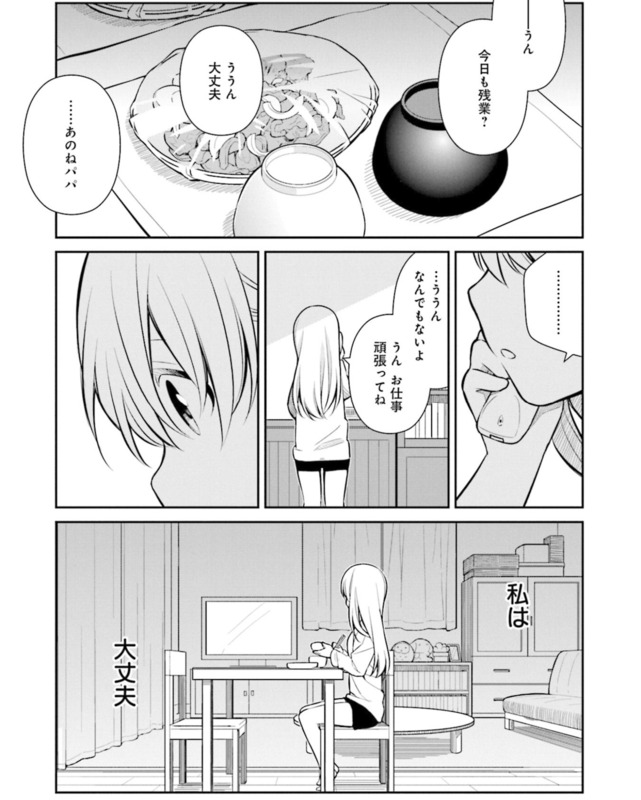 ――うん
今日も残業？
ううん
大丈夫
……あのねパパ
…………
…ううん
なんでもないよ
うん お仕事
頑張ってね
私は
大丈夫